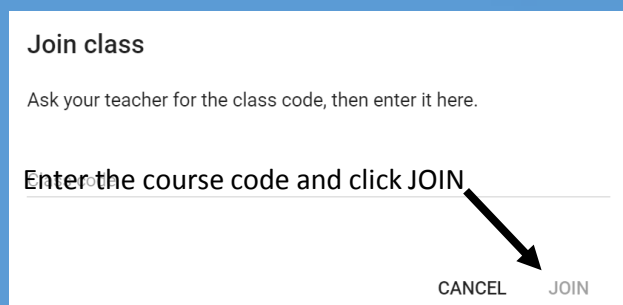 Join class
Ask your teacher for the class code, then enter it here.
Enter the course code and click JOIN
CANCEL JOIN